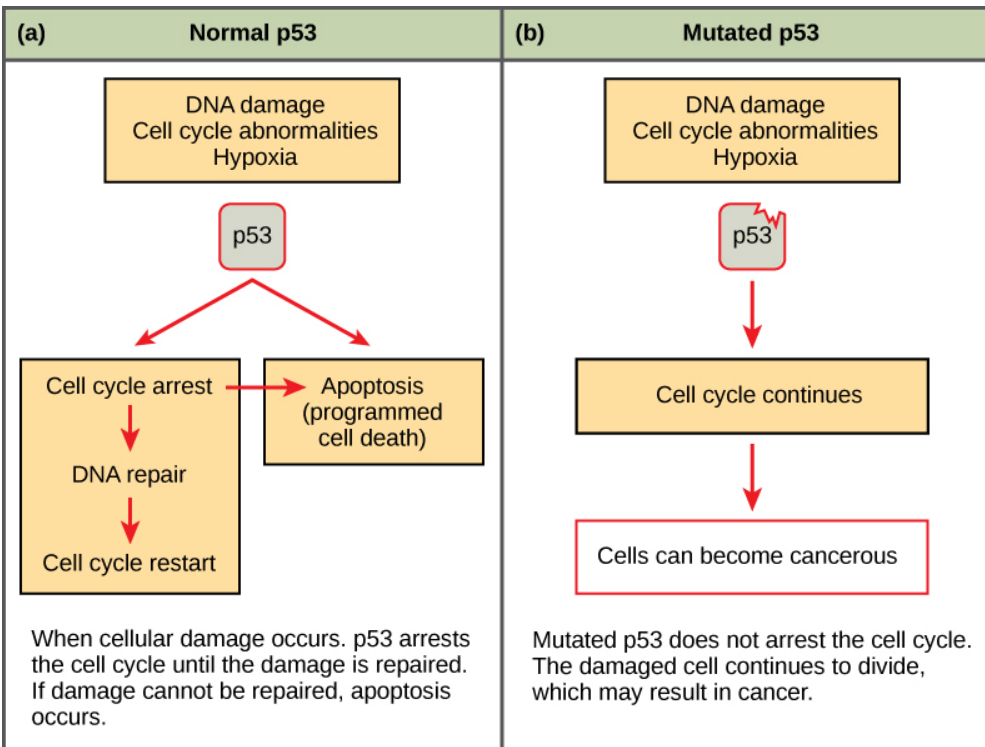 (a) Normal p53
DNA damage
Cell cycle abnormalities
Hypoxia
p53
Cell cycle arrest
DNA repair
Cell cycle restart
Apoptosis
(programmed
cell death)
When cellular damage occurs. p53 arrests
the cell cycle until the damage is repaired.
If damage cannot be repaired, apoptosis
occurs.
(b) Mutated p53
DNA damage
Cell cycle abnormalities
Hypoxia
p53
Cell cycle continues
Cells can become cancerous
Mutated p53 does not arrest the cell cycle.
The damaged cell continues to divide,
which may result in cancer.